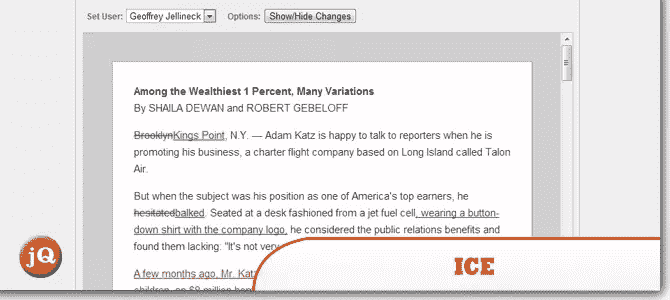 Set User: Geoffrey Jellineck Options: Show/Hide Changes
Among the Wealthiest 1 Percent, Many Variations
By SHAILA DEWAN and ROBERT GEBELOFF
BrooklynKings Point, N.Y. — Adam Katz is happy to talk to reporters when he is
promoting his business, a charter flight company based on Long Island called Talon
Air.
But when the subject was his position as one of America's top earners, he
hesitatedbalked. Seated at a desk fashioned from a jet fuel cell, wearing a button-
down shirt with the company logo, he considered the public relations benefits and
found them lacking: "It's not very
A few months ago, Mr. Katz
children, an $8 million
jQ
ICE